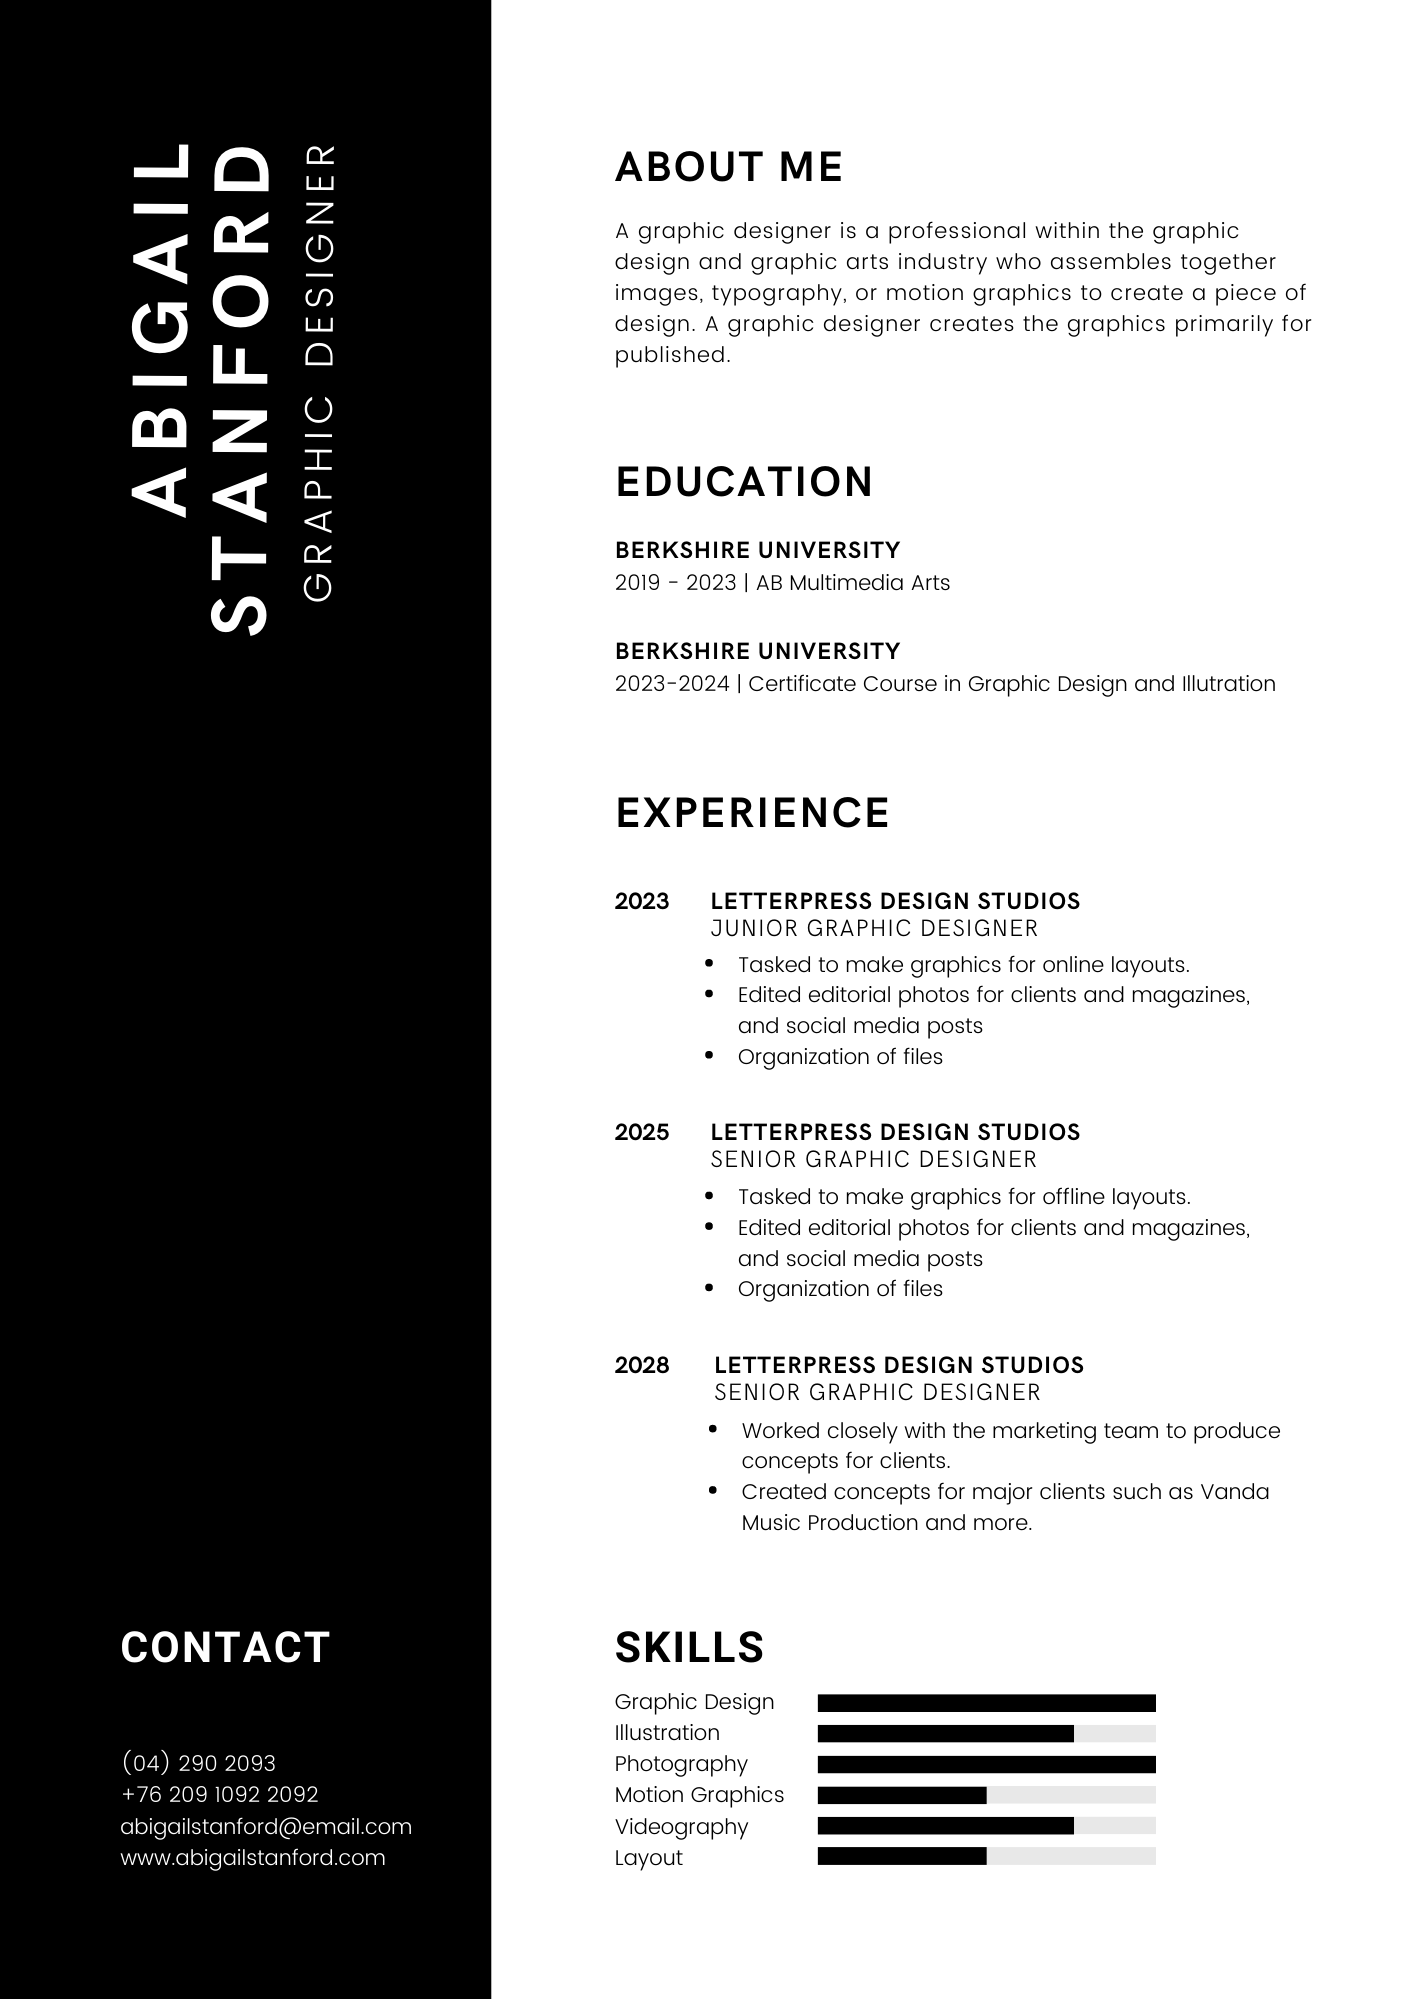 ABIGAIL
STANFORD
GRAPHIC DESIGNER
ABOUT ME
A graphic designer is a professional within the graphic
design and graphic arts industry who assembles together
images, typography, or motion graphics to create a piece of
design. A graphic designer creates the graphics primarily for
published.
EDUCATION
BERKSHIRE UNIVERSITY
2019 - 2023 | AB Multimedia Arts
BERKSHIRE UNIVERSITY
2023-2024 | Certificate Course in Graphic Design and Illutration
EXPERIENCE
2023 LETTERPRESS DESIGN STUDIOS
JUNIOR GRAPHIC DESIGNER
• Tasked to make graphics for online layouts.
• Edited editorial photos for clients and magazines,
and social media posts
• Organization of files
2025 LETTERPRESS DESIGN STUDIOS
SENIOR GRAPHIC DESIGNER
• Tasked to make graphics for offline layouts.
• Edited editorial photos for clients and magazines,
and social media posts
• Organization of files
2028 LETTERPRESS DESIGN STUDIOS
SENIOR GRAPHIC DESIGNER
• Worked closely with the marketing team to produce
concepts for clients.
• Created concepts for major clients such as Vanda
Music Production and more.
CONTACT
(04) 290 2093
+76 209 1092 2092
abigailstanford@email.com
www.abigailstanford.com
SKILLS
Graphic Design
Illustration
Photography
Motion Graphics
Videography
Layout